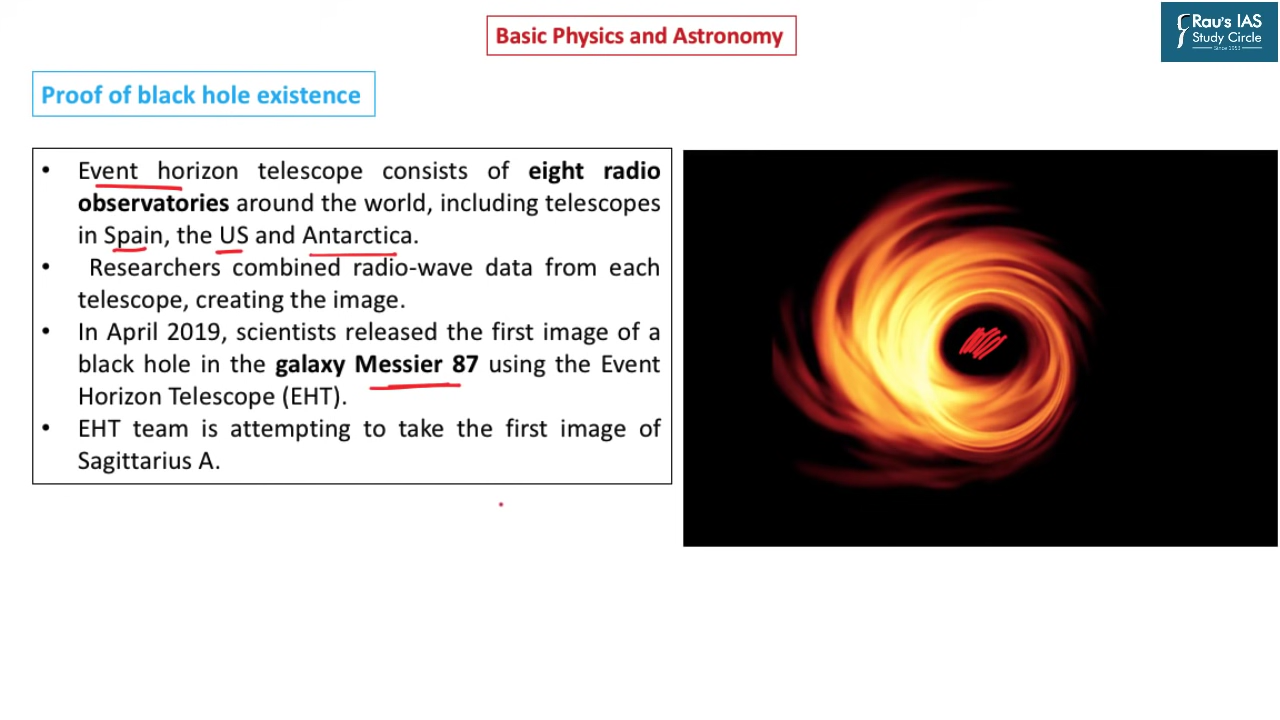 Basic Physics and Astronomy
Rau's IAS
Study Circle
Since 1953
Proof of black hole existence
• Event horizon telescope consists of eight radio
observatories around the world, including telescopes
in Spain, the US and Antarctica.
• Researchers combined radio-wave data from each
telescope, creating the image.
• In April 2019, scientists released the first image of a
black hole in the galaxy Messier 87 using the Event
Horizon Telescope (EHT).
• EHT team is attempting to take the first image of
Sagittarius A.